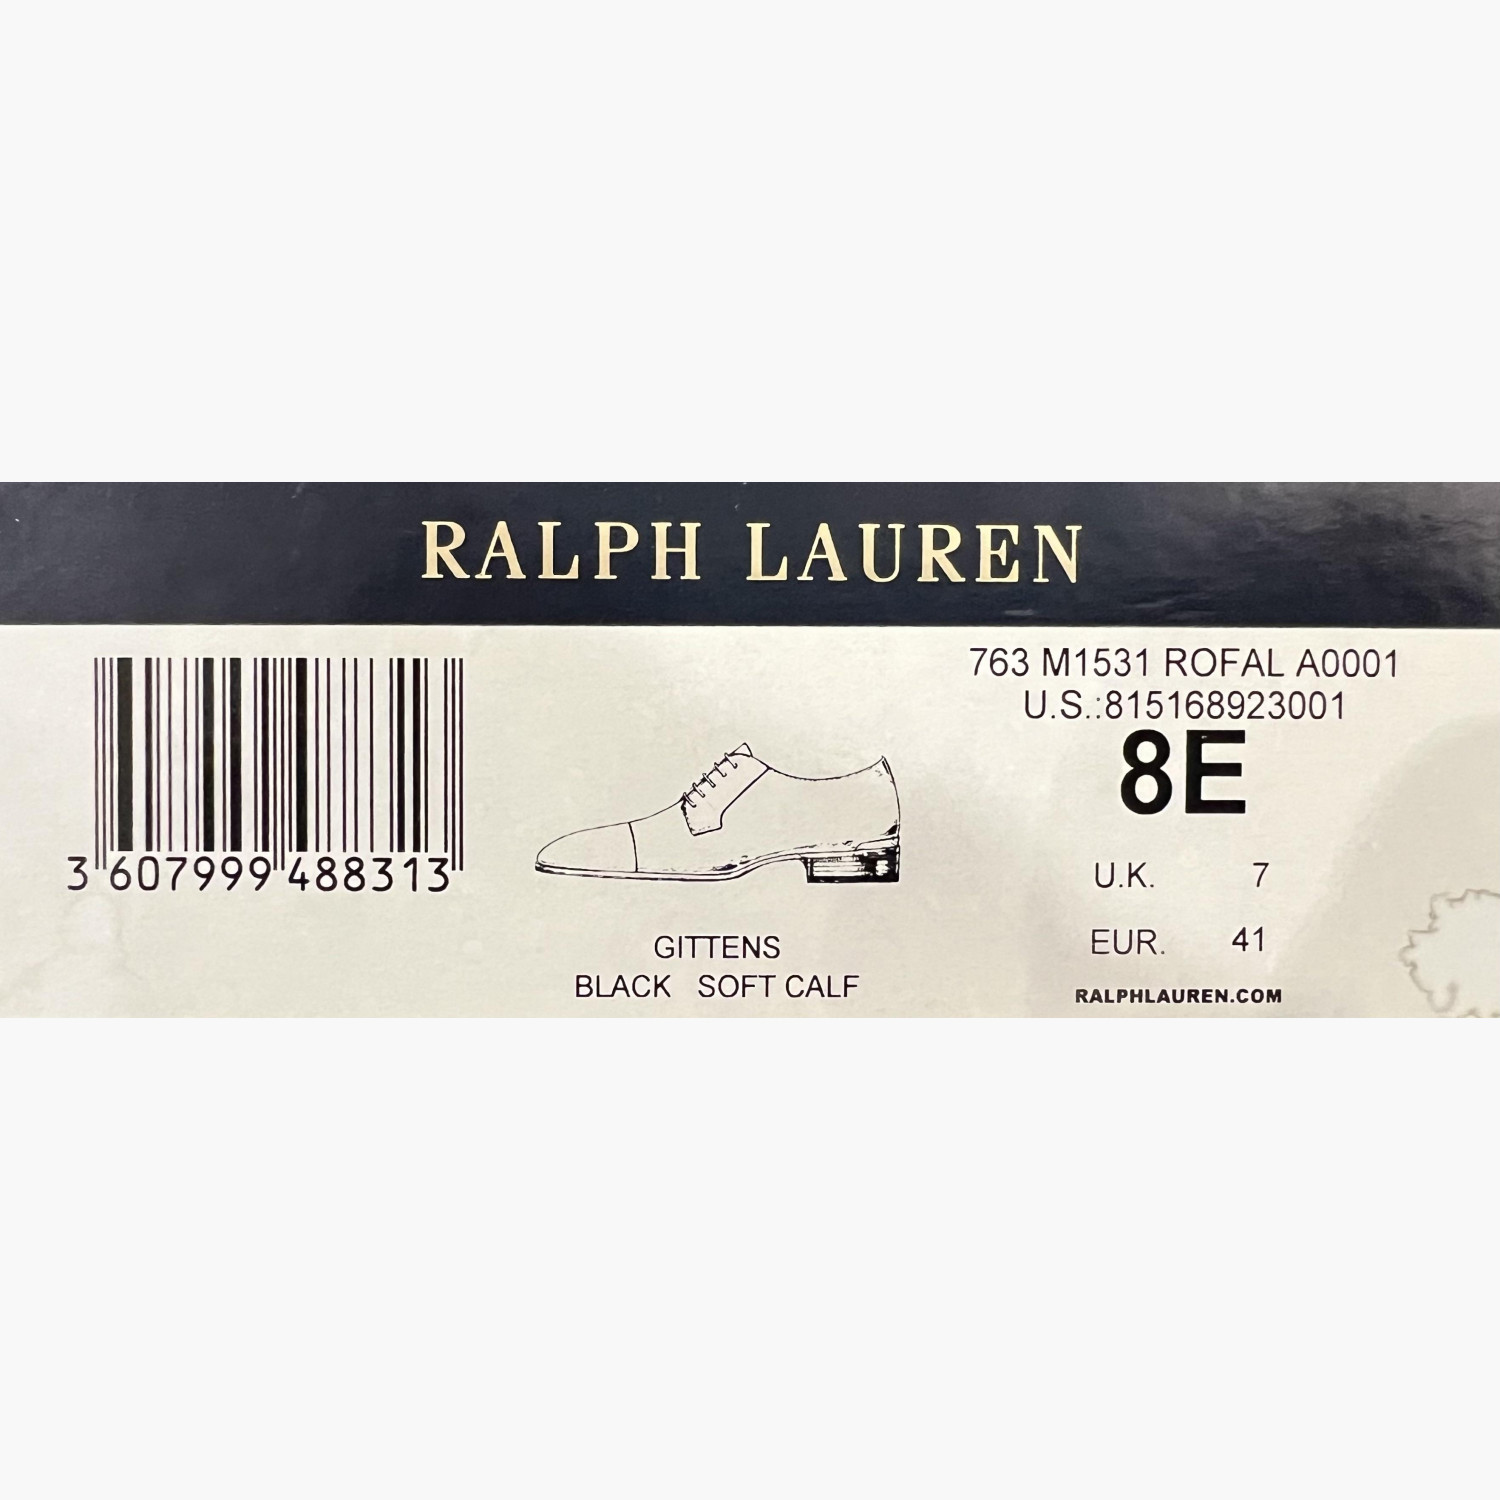 RALPH LAUREN
763 M1531 ROFAL A0001
U.S.:815168923001
8E
U.K. 7
EUR. 41
RALPHLAUREN.COM
3 607999 488313
GITTENS
BLACK SOFT CALF